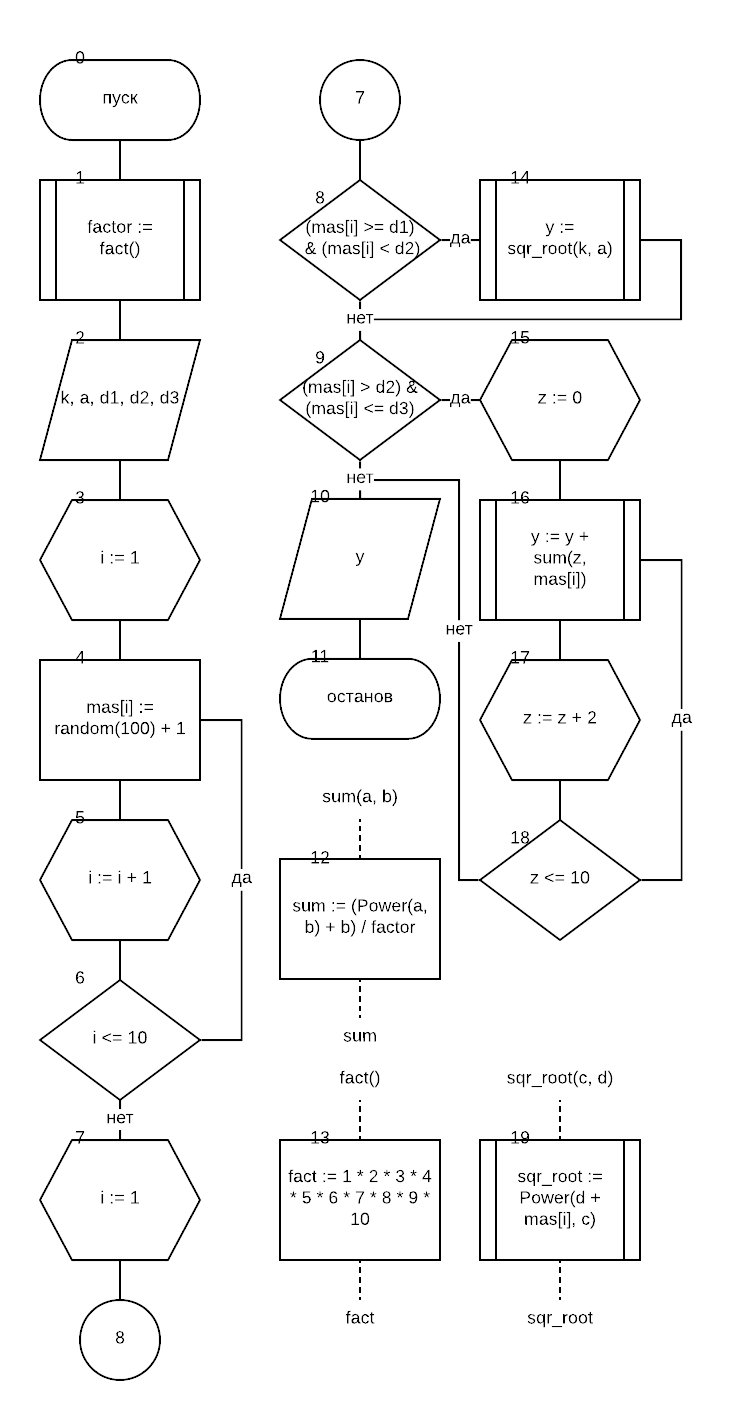 0
пуск
1
factor :=
fact()
2
k, a, d1, d2, d3
3
i := 1
4
mas[i] :=
random(100) + 1
5
i := i + 1
да
6
i <= 10
нет
7
i := 1
8
7
8
(mas[i] >= d1)
& (mas[i] < d2)
да
14
y :=
sqr_root(k, a)
нет
9
(mas[i] > d2) &
(mas[i] <= d3)
да
15
z := 0
нет
10
y
16
y := y +
sum(z,
mas[i])
нет
11
останов
17
z := z + 2
да
18
z <= 10
sum(a, b)
12
sum := (Power(a,
b) + b) / factor
sum
fact()
13
fact := 1 * 2 * 3 * 4
* 5 * 6 * 7 * 8 * 9 *
10
fact
sqr_root(c, d)
19
sqr_root :=
Power(d +
mas[i], c)
sqr_root